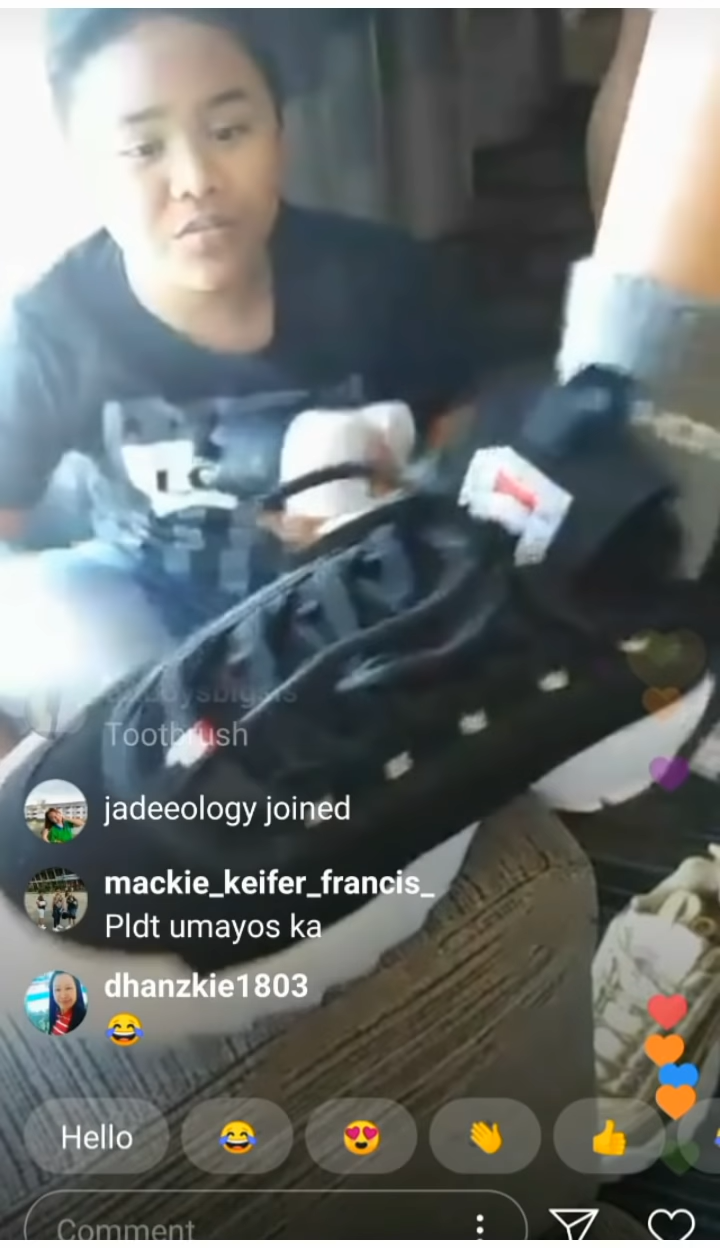 Toothbrush
jadeeology joined
mackie_keifer_francis_
Pldt umayos ka
dhanzkie1803
😂
Hello 😂 😍 👋 👍
Comment